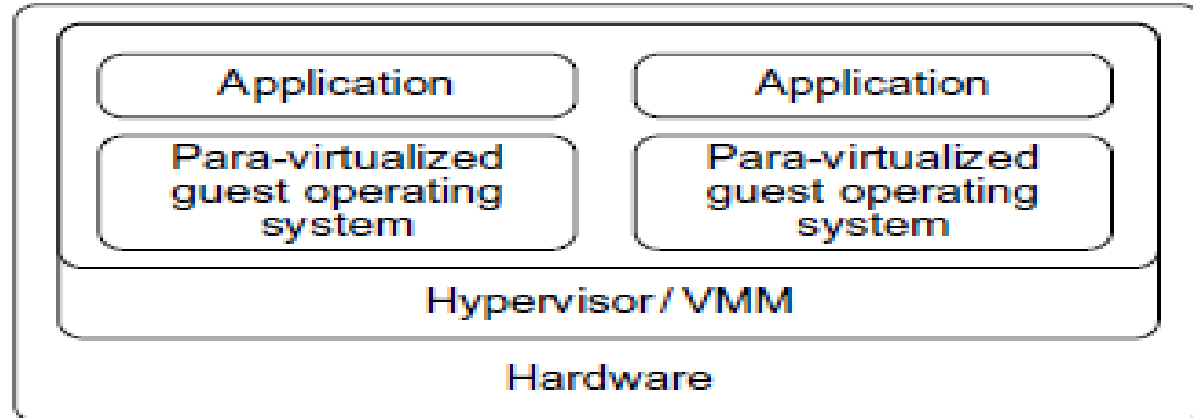 Application
Application
Para-virtualized
guest operating
system
Para-virtualized
guest operating
system
Hypervisor / VMM
Hardware